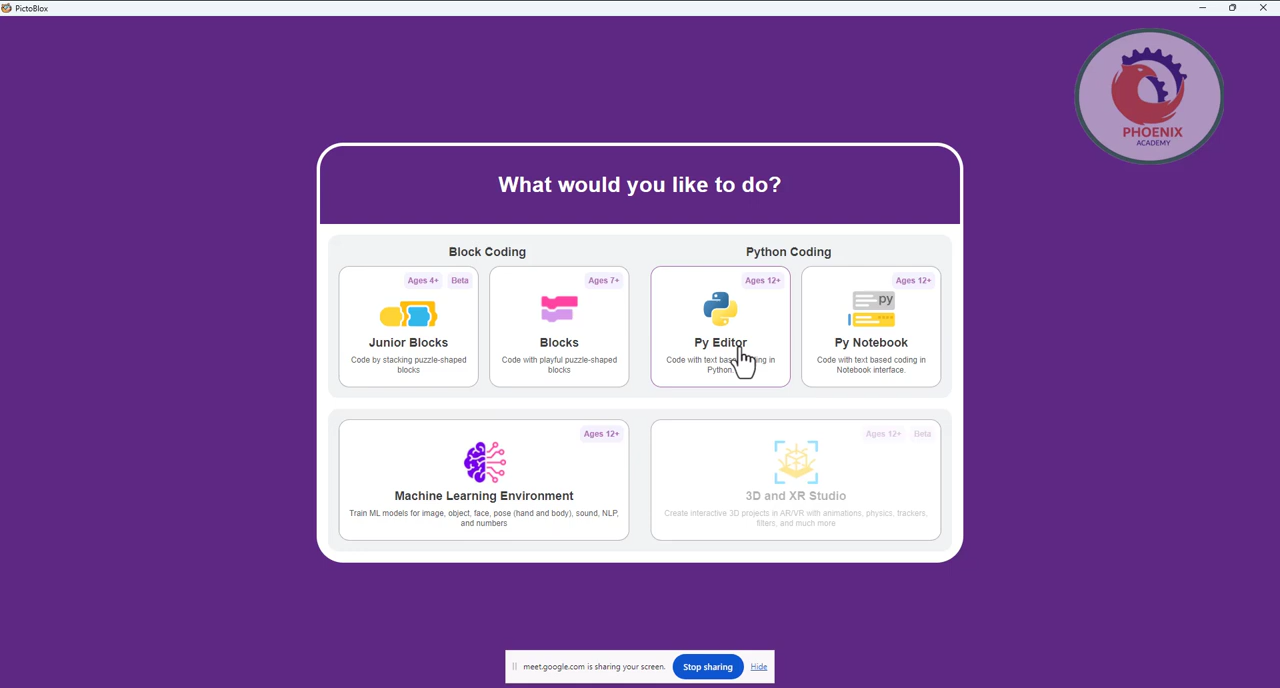 PictoBlox
PHOENIX
ACADEMY
What would you like to do?
Block Coding
Python Coding
Ages 4+ Beta
Junior Blocks
Code by stacking puzzle-shaped
blocks
Ages 7+
Blocks
Code with playful puzzle-shaped
blocks
Ages 12+
Py Editor
Code with text ing in
Python
Ages 12+
py
Py Notebook
Code with text based coding in
Notebook interface.
Ages 12+
Machine Learning Environment
Train ML models for image, object, face, pose (hand and body), sound, NLP,
and numbers
Ages 12+ Beta
3D and XR Studio
Create interactive 3D projects in AR/VR with animations, physics, trackers,
filters, and much more
meet.google.com is sharing your screen.
Stop sharing
Hide